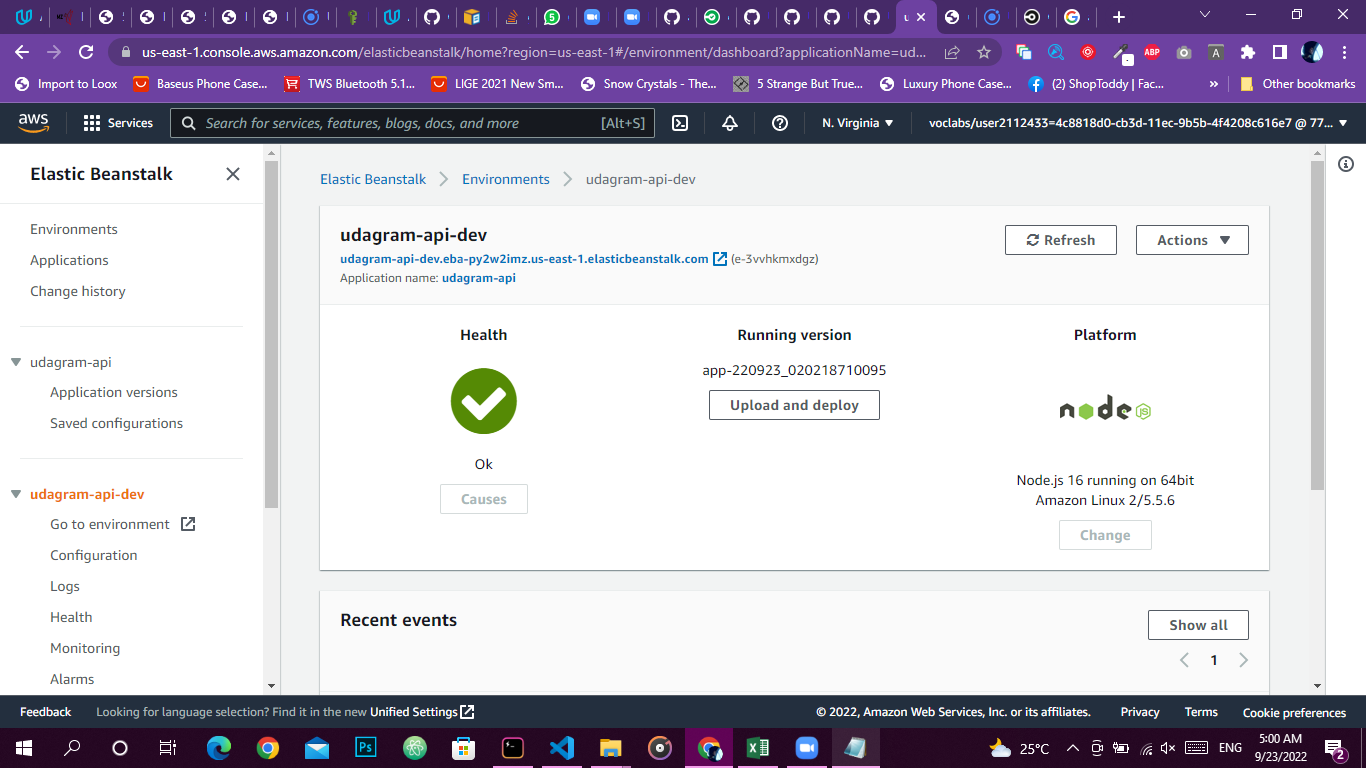 us-east-1.console.aws.amazon.com/elasticbeanstalk/home?region=us-east-1#/environment/dashboard?applicationName=ud...
ABP
A
Import to Loox
Baseus Phone Case...
TWS Bluetooth 5.1...
LIGE 2021 New Sm...
Snow Crystals - The...
5 Strange But True...
Luxury Phone Case...
(2) ShopToddy | Fac...
»
Other bookmarks
aws
Services
Search for services, features, blogs, docs, and more
[Alt+S]
N. Virginia
voclabs/user2112433=4c8818d0-cb3d-11ec-9b5b-4f4208c616e7 @ 77...
Elastic Beanstalk
Environments
Applications
Change history
udagram-api
Application versions
Saved configurations
udagram-api-dev
Go to environment
Configuration
Logs
Health
Monitoring
Alarms
Elastic Beanstalk
Environments
udagram-api-dev
udagram-api-dev
udagram-api-dev.eba-py2w2imz.us-east-1.elasticbeanstalk.com (e-3vvhkmxdgz)
Application name: udagram-api
Refresh
Actions
Health
Ok
Causes
Running version
app-220923_020218710095
Upload and deploy
Platform
node JS
Node.js 16 running on 64bit
Amazon Linux 2/5.5.6
Change
Recent events
Show all
1
Feedback
Looking for language selection? Find it in the new Unified Settings
© 2022, Amazon Web Services, Inc. or its affiliates.
Privacy
Terms
Cookie preferences
Ps
25°C
ENG
5:00 AM
9/23/2022
2